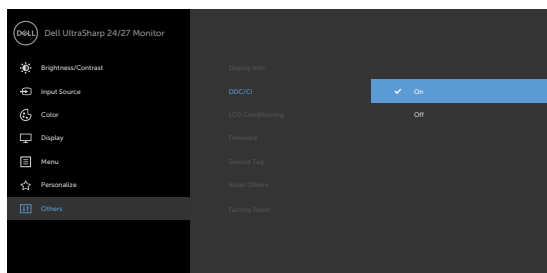 DELL Dell UltraSharp 24/27 Monitor
Brightness/Contrast
Input Source
Color
Display
Menu
Personalize
Others
Display Info
DDC/CI
LCD Conditioning
Firmware
Service Tag
Reset Others
Factory Reset
On
Off